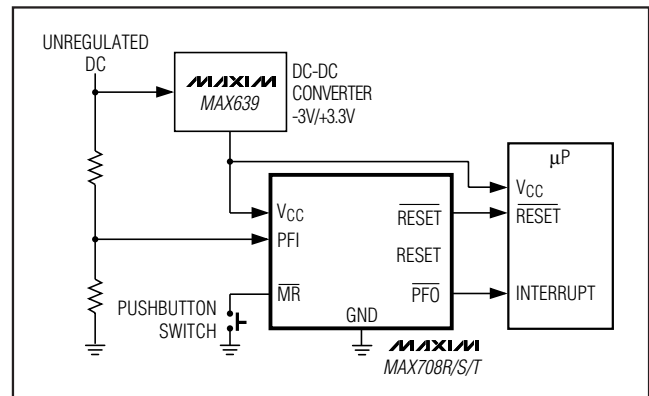 UNREGULATED
DC
MAXIM
MAX639
DC-DC
CONVERTER
-3V/+3.3V
μP
VCC
RESET
INTERRUPT
VCC
PFI
MR
GND
RESET
RESET
PFO
PUSHBUTTON
SWITCH
MAXIM
MAX708R/S/T